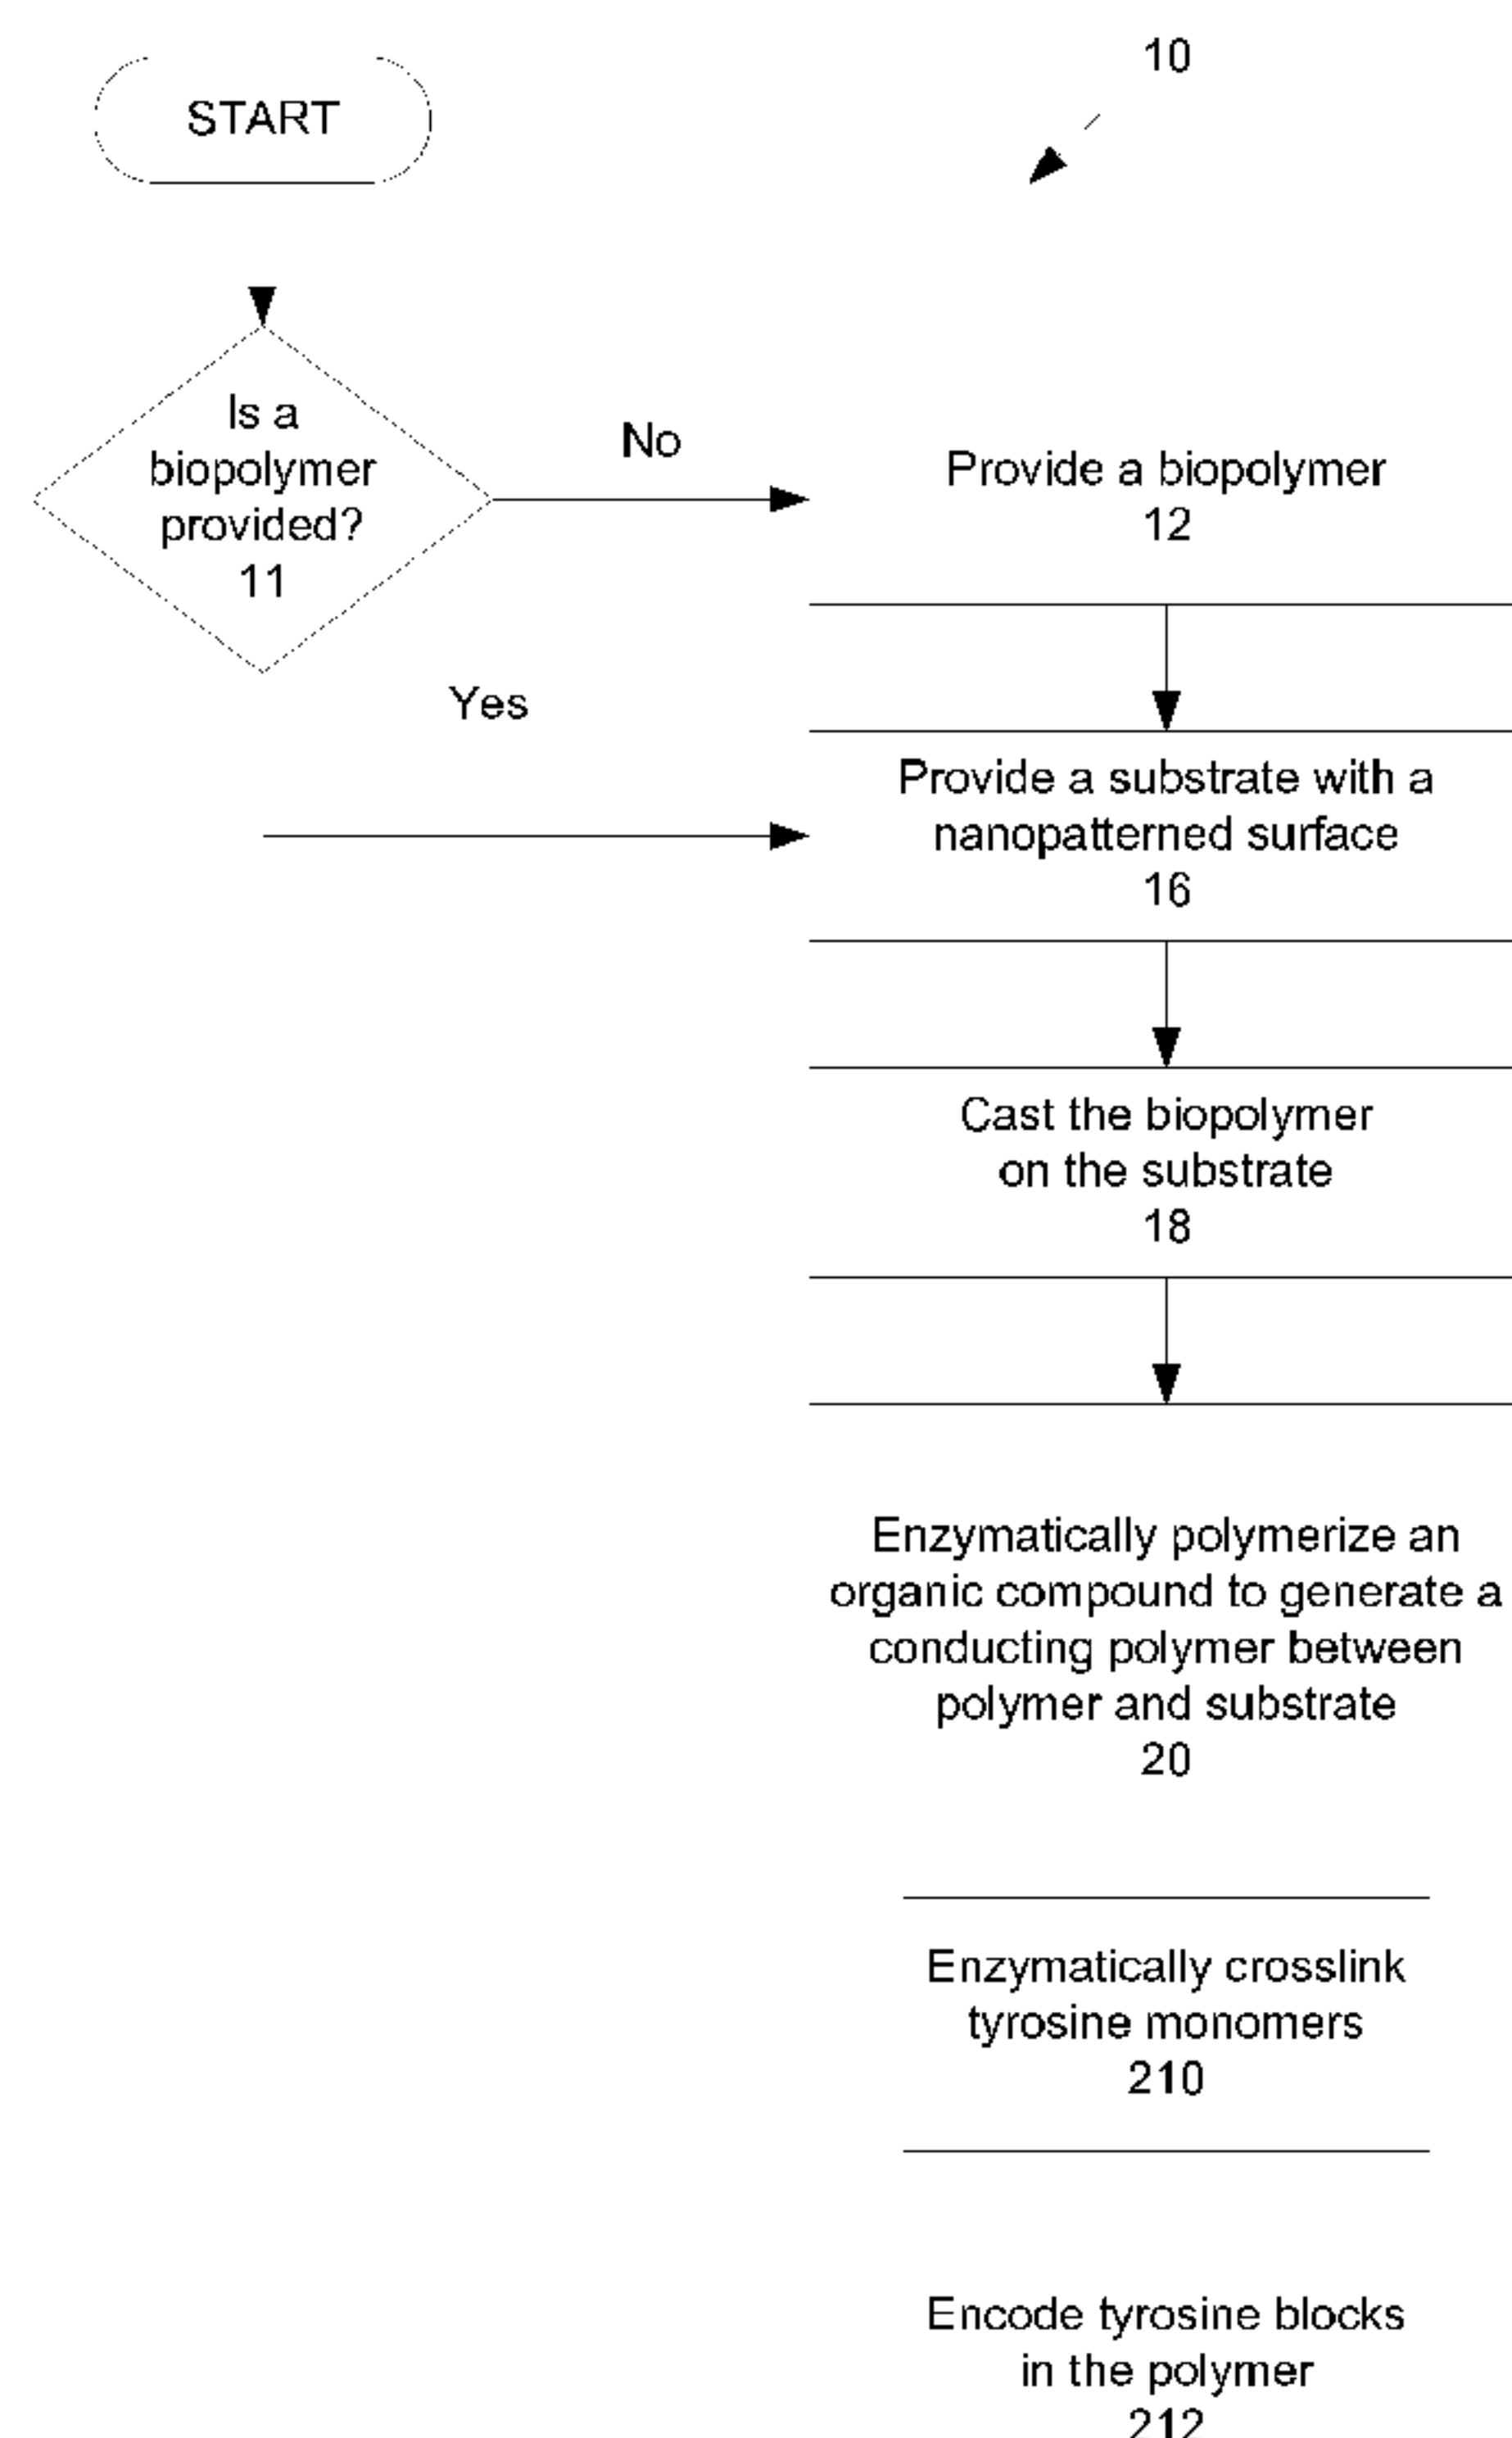 10
START
Is a
biopolymer
provided?
11
No
Provide a biopolymer
12
Yes
Provide a substrate with a
nanopatterned surface
16
Cast the biopolymer
on the substrate
18
Enzymatically polymerize an
organic compound to generate a
conducting polymer between
polymer and substrate
20
Enzymatically crosslink
tyrosine monomers
210
Encode tyrosine blocks
in the polymer
212